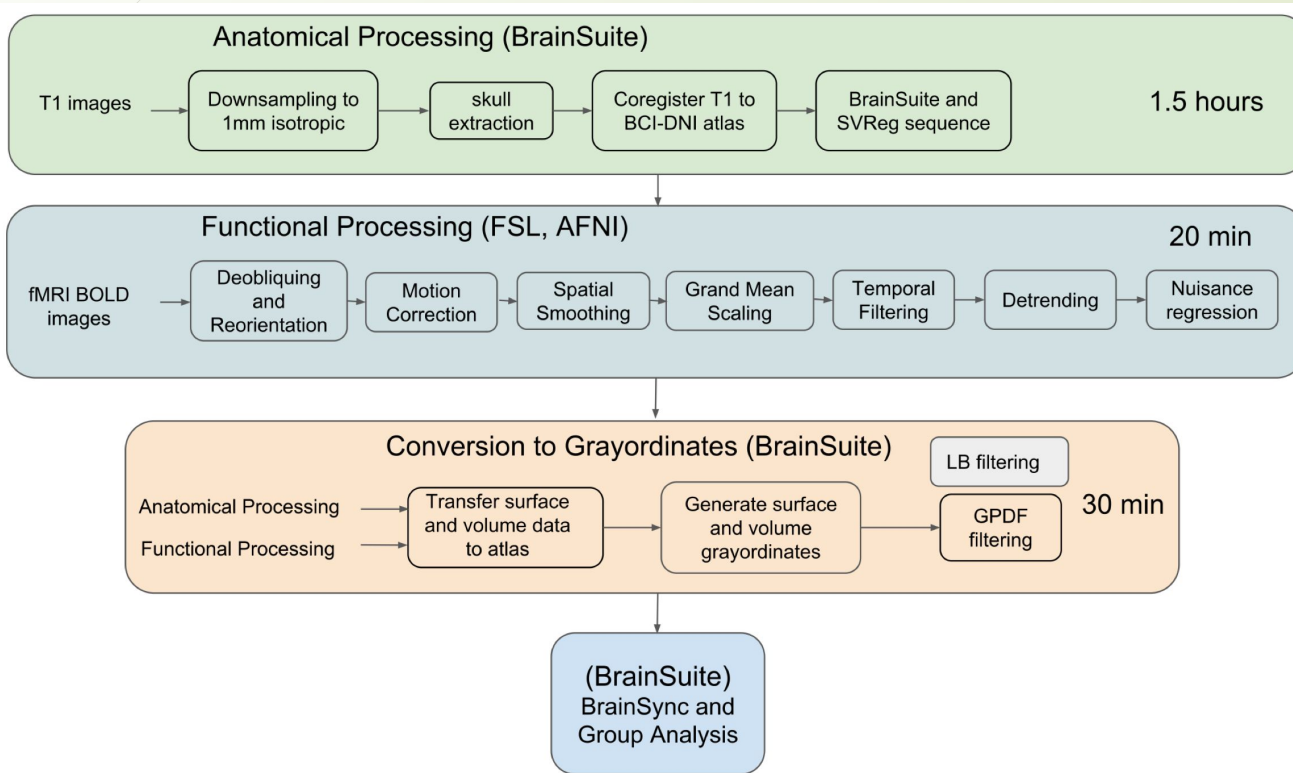 Anatomical Processing (BrainSuite)
T1 images
Downsampling to
1mm isotropic
skull
extraction
Coregister T1 to
BCI-DNI atlas
BrainSuite and
SVReg sequence
1.5 hours
Functional Processing (FSL, AFNI)
20 min
fMRI BOLD
images
Deobliquing
and
Reorientation
Motion
Correction
Spatial
Smoothing
Grand Mean
Scaling
Temporal
Filtering
Detrending
Nuisance
regression
Conversion to Grayordinates (BrainSuite)
LB filtering
Anatomical Processing
Functional Processing
Transfer surface
and volume data
to atlas
Generate surface
and volume
grayordinates
GPDF
filtering
30 min
(BrainSuite)
BrainSync and
Group Analysis